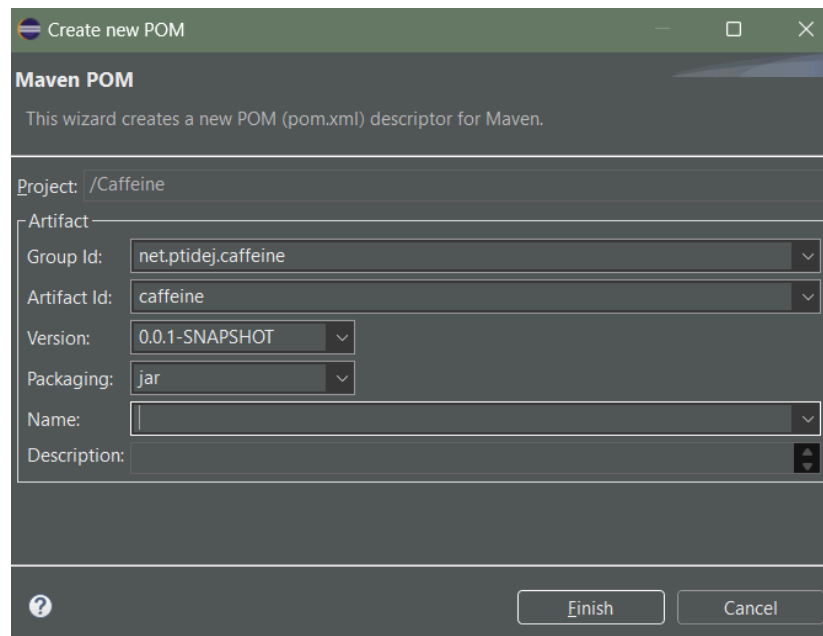 Create new POM
Maven POM
This wizard creates a new POM (pom.xml) descriptor for Maven.
Project: /Caffeine
Artifact
Group Id: net.ptidej.caffeine
Artifact Id: caffeine
Version: 0.0.1-SNAPSHOT
Packaging: jar
Name:
Description:
? Finish Cancel